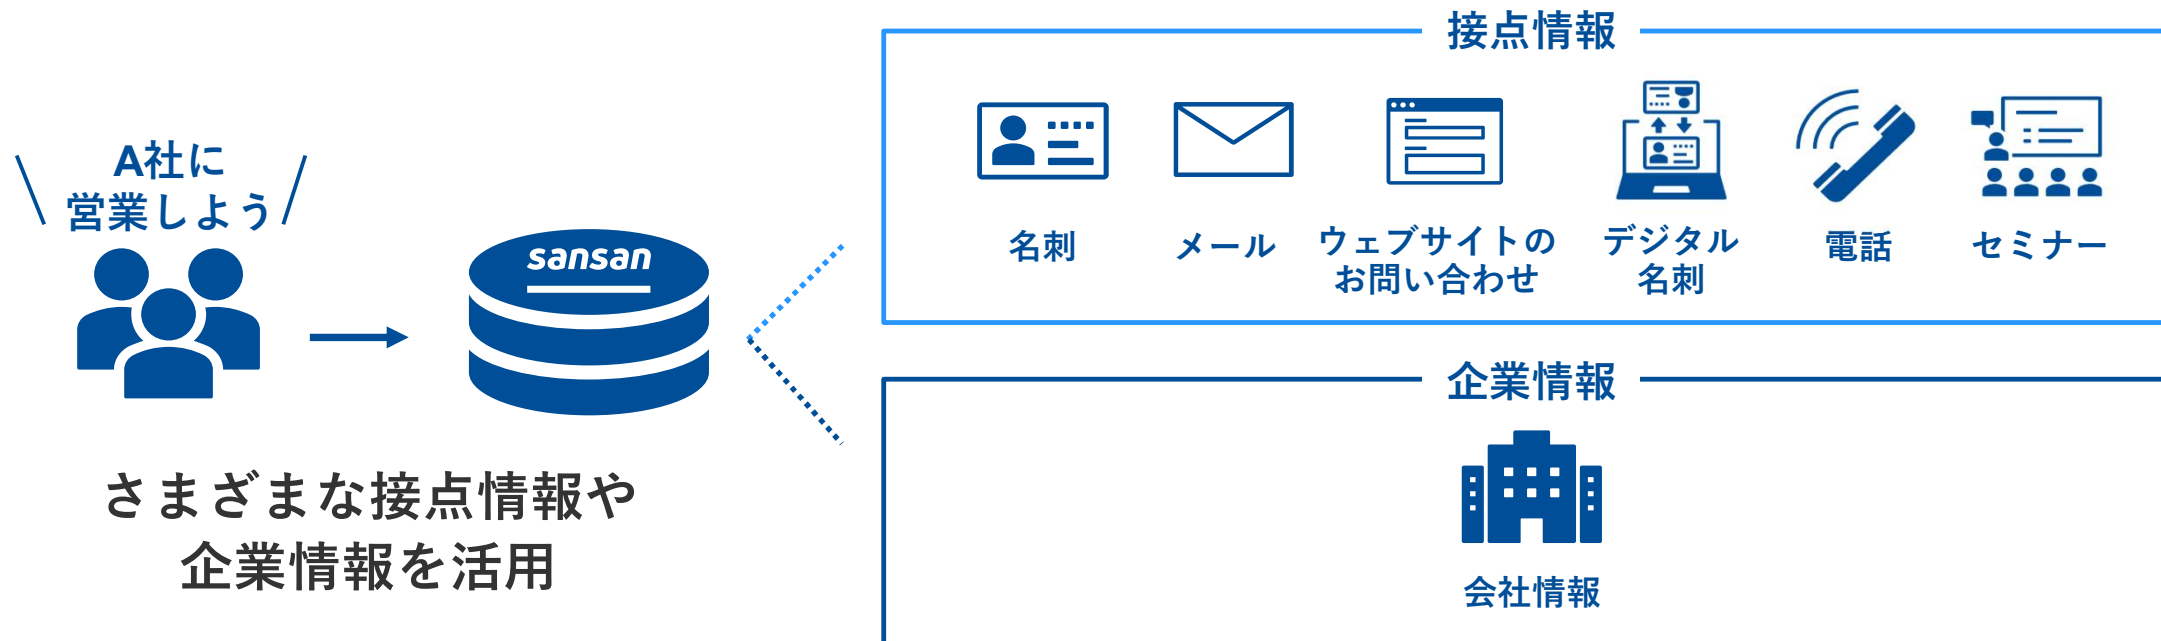 A社に
営業しよう
sansan
さまざまな接点情報や
企業情報を活用
接点情報
名刺
メール
ウェブサイトの
お問い合わせ
デジタル
名刺
電話
セミナー
企業情報
会社情報